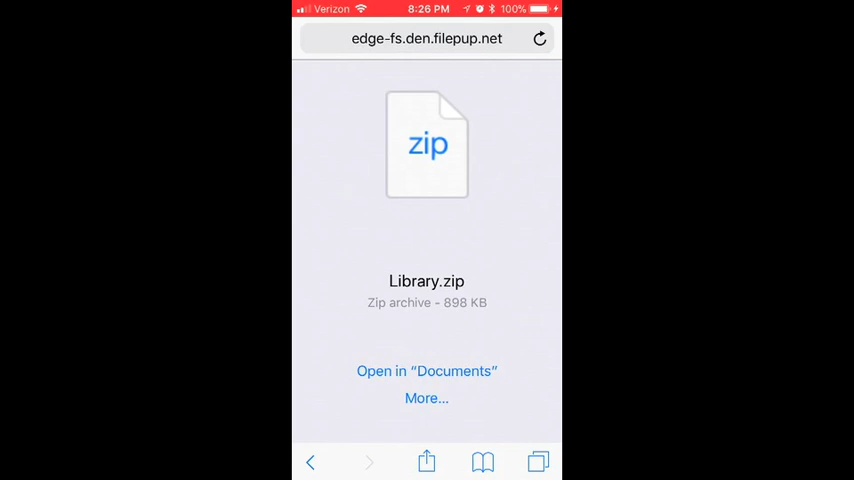 Verizon 8:26 PM 100%
edge-fs.den.filepup.net
zip
Library.zip
Zip archive - 898 KB
Open in “Documents”
More...